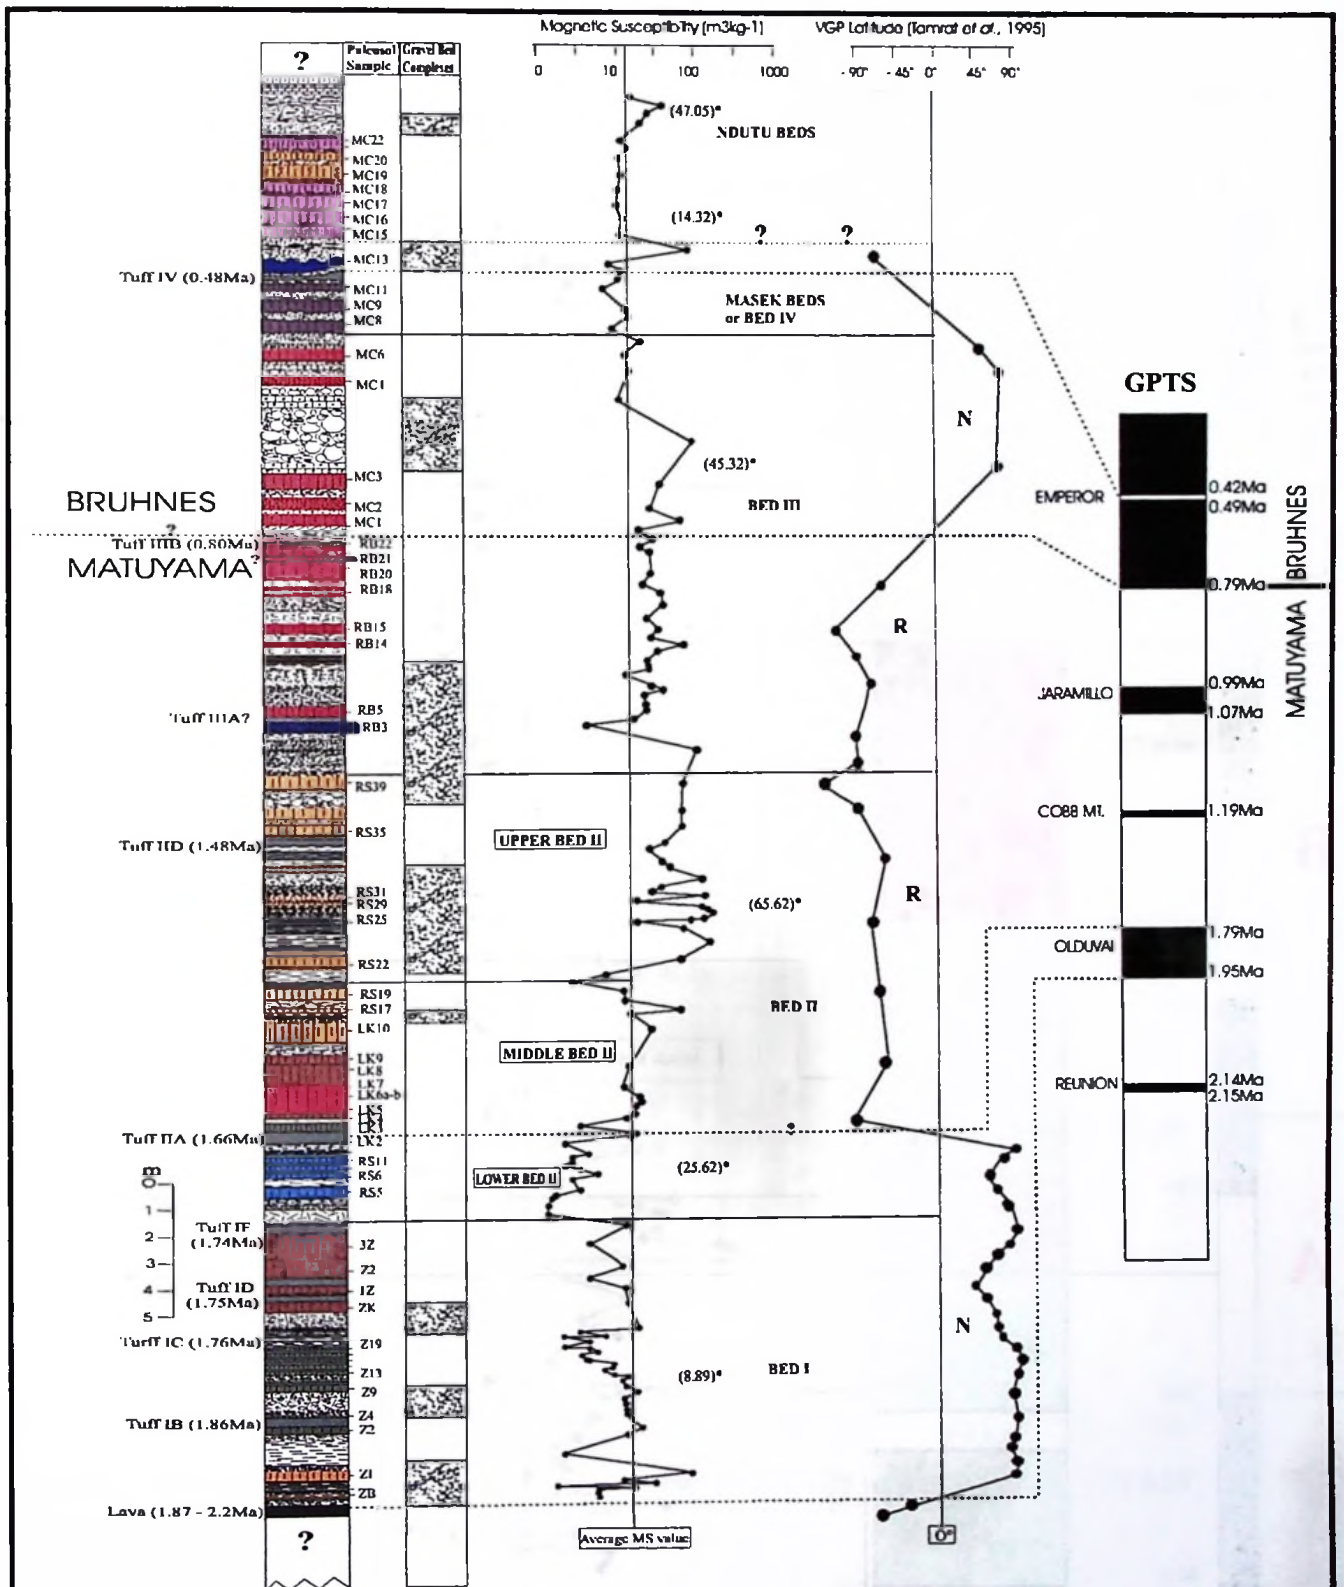 Magnetic Susceptibility [m3kg-1)
VGP Latitude [Tamrat et al., 1995)
0 10 100 1000
- 90° - 45° 0° 45° 90°
?
Paleosol Sample
Gravel Bed Complexes
(47.05)*
NDUTU BEDS
MC22
MC20
MC19
MC18
MC17
MC16
MC15
(14.32)*
? ?
MC13
Tuff IV (0.48Ma)
MC11
MC9
MC8
MASEK BEDS
or BED IV
MC6
MC1
GPTS
N
MC3
(45.32)*
MC2
BED III
MC1
BRUHNES
?
EMPEROR
0.42Ma
0.49Ma
BRUHNES
Tuff IIIB (0.80Ma)
RB22
?
RB21
MATUYAMA
RB20
RB18
0.79Ma
MATUYAMA
RB15
R
RB14
JARAMILLO
0.99Ma
1.07Ma
Tuff IIIA?
RB5
RB3
RS39
COBB MT.
1.19Ma
RS35
UPPER BED II
Tuff IID (1.48Ma)
RS31
RS29
R
(65.62)*
RS25
1.79Ma
OLDUVAI
RS22
1.95Ma
RS19
RS17
BED II
LK10
MIDDLE BED II
LK9
LK8
LK7
LK6a-b
LK5
REUNION
2.14Ma
2.15Ma
Tuff IIA (1.66Ma)
LK2
RS11
RS6
RS5
(25.62)*
LOWER BED II
m
0
1
2
3
4
5
Tuff IF
(1.74Ma)
3Z
Z2
Tuff ID
(1.75Ma)
1Z
ZK
N
Turff IC (1.76Ma)
Z19
Z13
(8.89)*
BED I
Z9
Z4
Tuff IB (1.86Ma)
Z2
Z1
ZB
Lava (1.87 - 2.2Ma)
?
Average MS value
0°